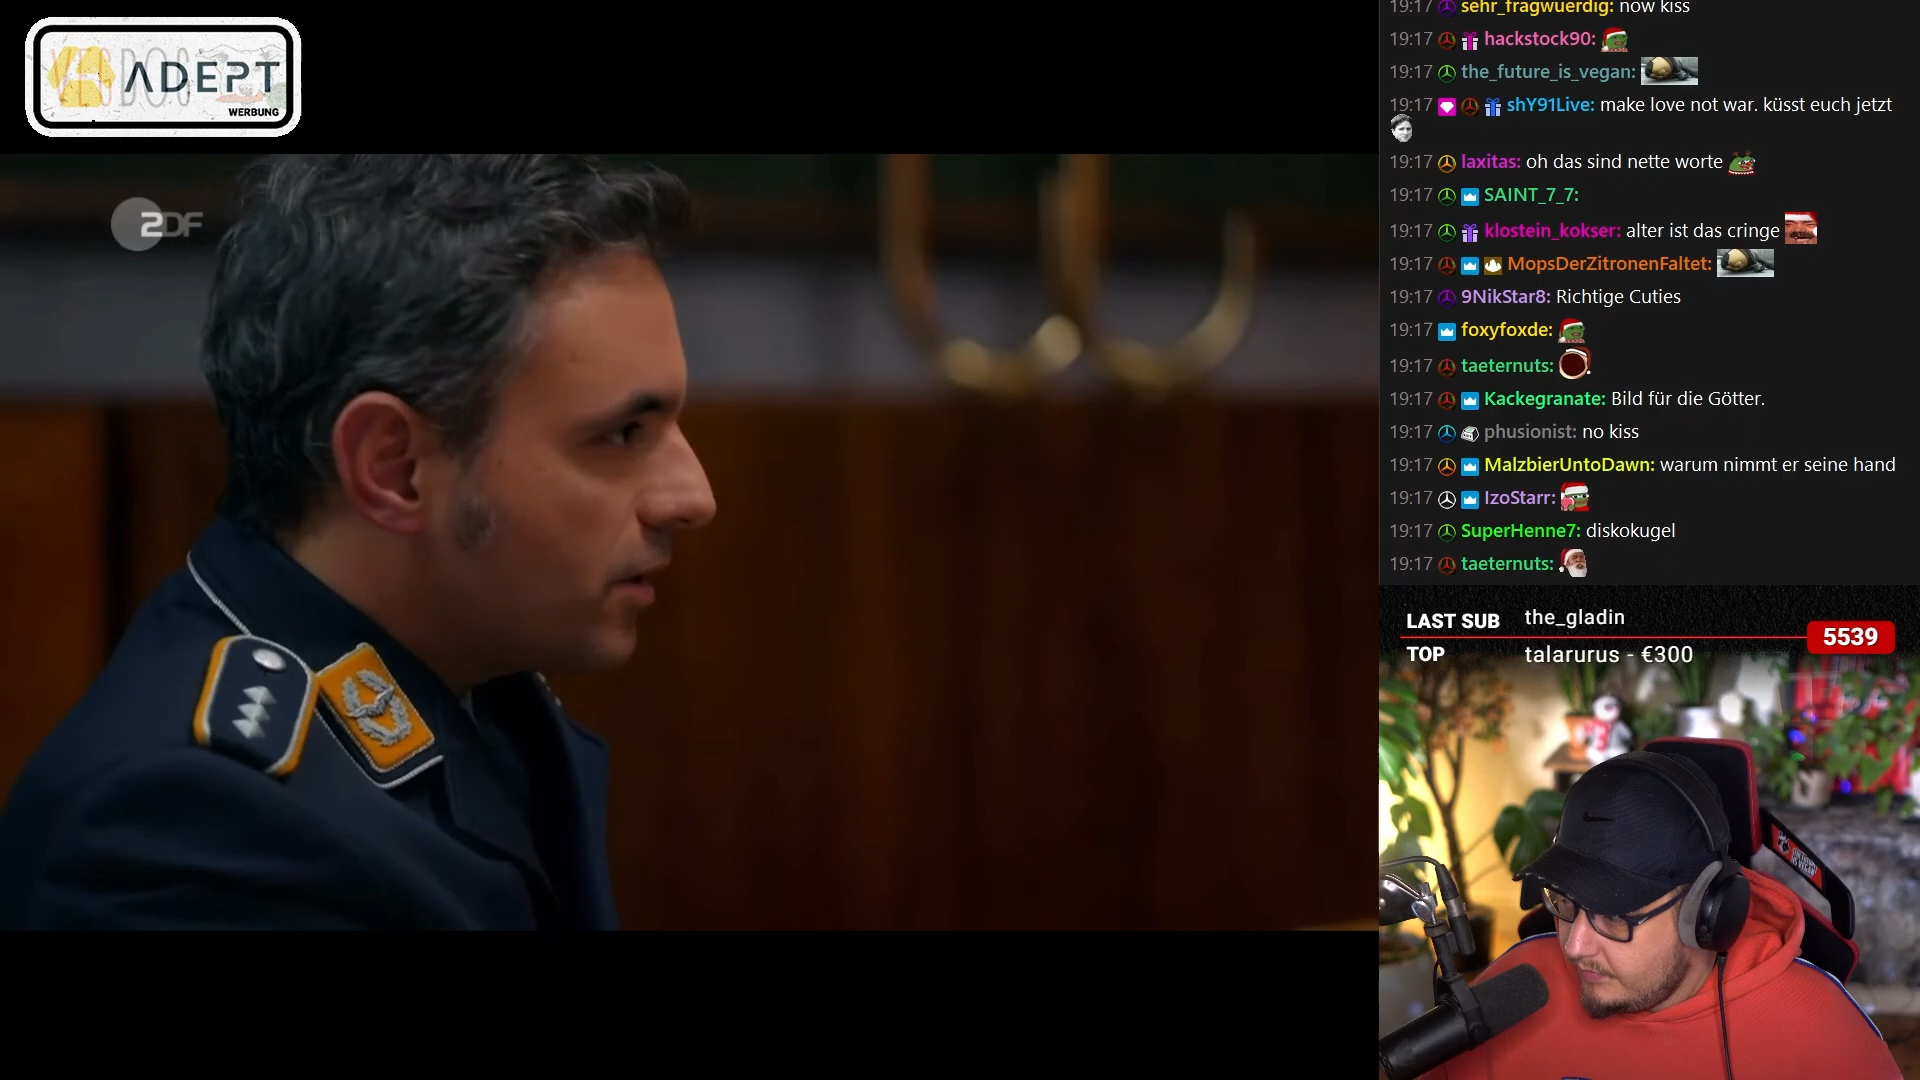 ADEPT
WERBUNG
ZDF
19:17 sehr_fragwuerdig: now kiss
19:17 hackstock90:
19:17 the_future_is_vegan:
19:17 shY91Live: make love not war. küsst euch jetzt
19:17 laxitas: oh das sind nette worte
19:17 SAINT_7_7:
19:17 klostein_kokser: alter ist das cringe
19:17 MopsDerZitronenFaltet:
19:17 9NikStar8: Richtige Cuties
19:17 foxyfoxde:
19:17 taeternuts:
19:17 Kackegranate: Bild für die Götter.
19:17 phusionist: no kiss
19:17 MalzbierUntoDawn: warum nimmt er seine hand
19:17 IzoStarr:
19:17 SuperHenne7: diskokugel
19:17 taeternuts:
LAST SUB the_gladin
5539
TOP talarurus - €300